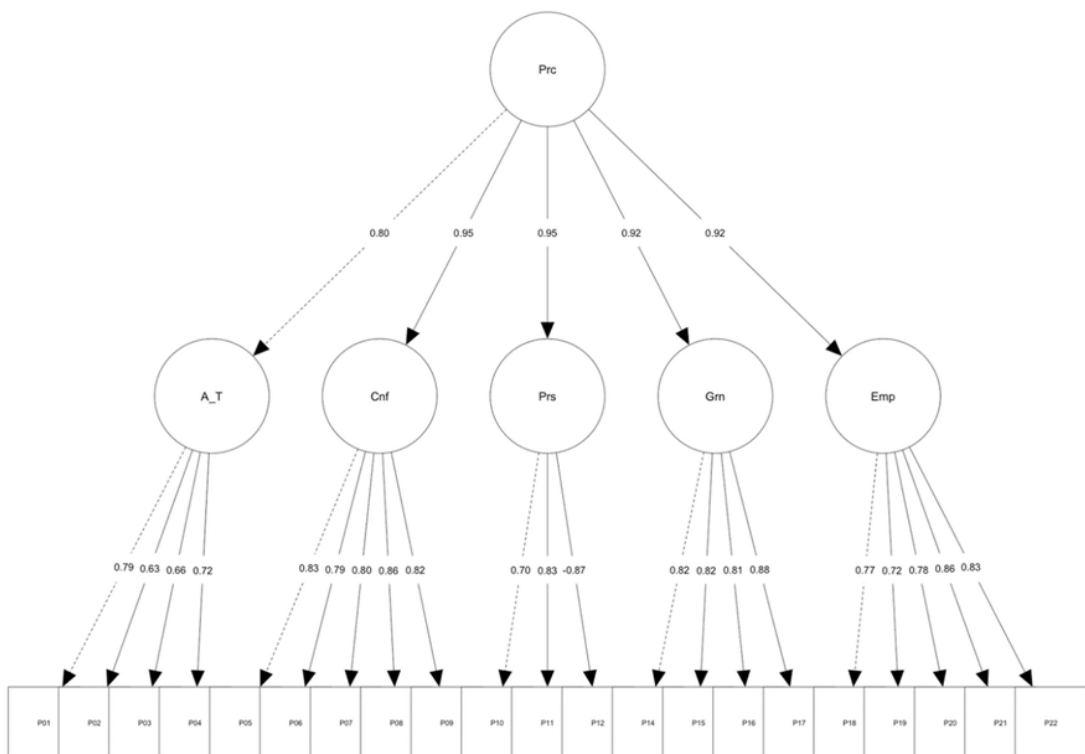 Prc
0.80 0.95 0.95 0.92 0.92
A_T Cnf Prs Grn Emp
0.79 0.63 0.66 0.72 0.83 0.79 0.80 0.86 0.82 0.70 0.83 -0.87 0.82 0.82 0.81 0.88 0.77 0.72 0.78 0.86 0.83
P01 P02 P03 P04 P05 P06 P07 P08 P09 P10 P11 P12 P14 P15 P16 P17 P18 P19 P20 P21 P22